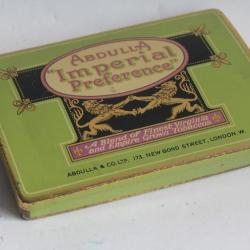 ABDULLA
"Imperial
Preference"
A Blend of Finest Virginia
and Empire Grown Tobaccos
ABDULLA & CO. LTD. 173, NEW BOND STREET, LONDON. W.